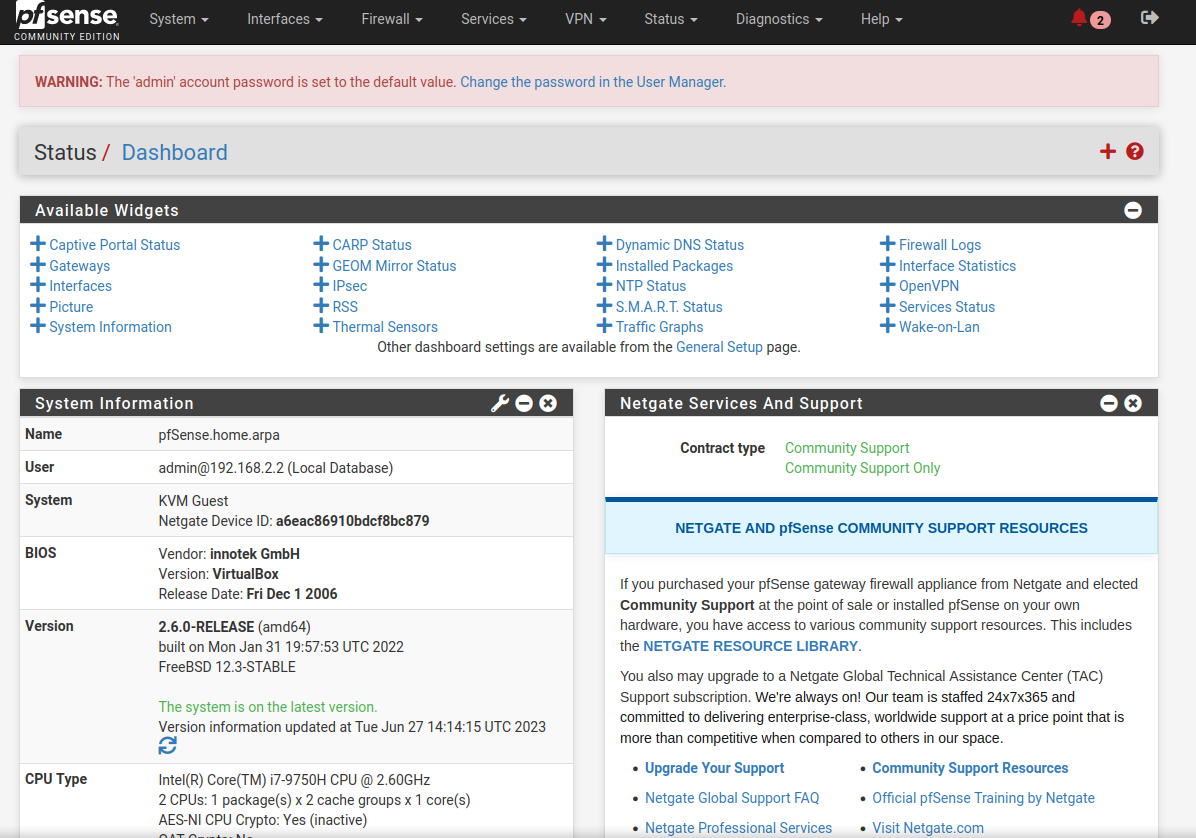 pfsense
COMMUNITY EDITION
System
Interfaces
Firewall
Services
VPN
Status
Diagnostics
Help
2
WARNING: The 'admin' account password is set to the default value. Change the password in the User Manager.
Status / Dashboard
Available Widgets
Captive Portal Status
CARP Status
Dynamic DNS Status
Firewall Logs
Gateways
GEOM Mirror Status
Installed Packages
Interface Statistics
Interfaces
IPsec
NTP Status
OpenVPN
Picture
RSS
S.M.A.R.T. Status
Services Status
System Information
Thermal Sensors
Traffic Graphs
Wake-on-Lan
Other dashboard settings are available from the General Setup page.
System Information
Name
pfSense.home.arpa
User
admin@192.168.2.2 (Local Database)
System
KVM Guest
Netgate Device ID: a6eac86910bdcf8bc879
BIOS
Vendor: innotek GmbH
Version: VirtualBox
Release Date: Fri Dec 1 2006
Version
2.6.0-RELEASE (amd64)
built on Mon Jan 31 19:57:53 UTC 2022
FreeBSD 12.3-STABLE
The system is on the latest version.
Version information updated at Tue Jun 27 14:14:15 UTC 2023
CPU Type
Intel(R) Core(TM) i7-9750H CPU @ 2.60GHz
2 CPUs: 1 package(s) x 2 cache groups x 1 core(s)
AES-NI CPU Crypto: Yes (inactive)
QAT Crypto: No
Netgate Services And Support
Contract type
Community Support
Community Support Only
NETGATE AND pfSense COMMUNITY SUPPORT RESOURCES
If you purchased your pfSense gateway firewall appliance from Netgate and elected
Community Support at the point of sale or installed pfSense on your own
hardware, you have access to various community support resources. This includes
the NETGATE RESOURCE LIBRARY.
You also may upgrade to a Netgate Global Technical Assistance Center (TAC)
Support subscription. We're always on! Our team is staffed 24x7x365 and
committed to delivering enterprise-class, worldwide support at a price point that is
more than competitive when compared to others in our space.
Upgrade Your Support
Community Support Resources
Netgate Global Support FAQ
Official pfSense Training by Netgate
Netgate Professional Services
Visit Netgate.com